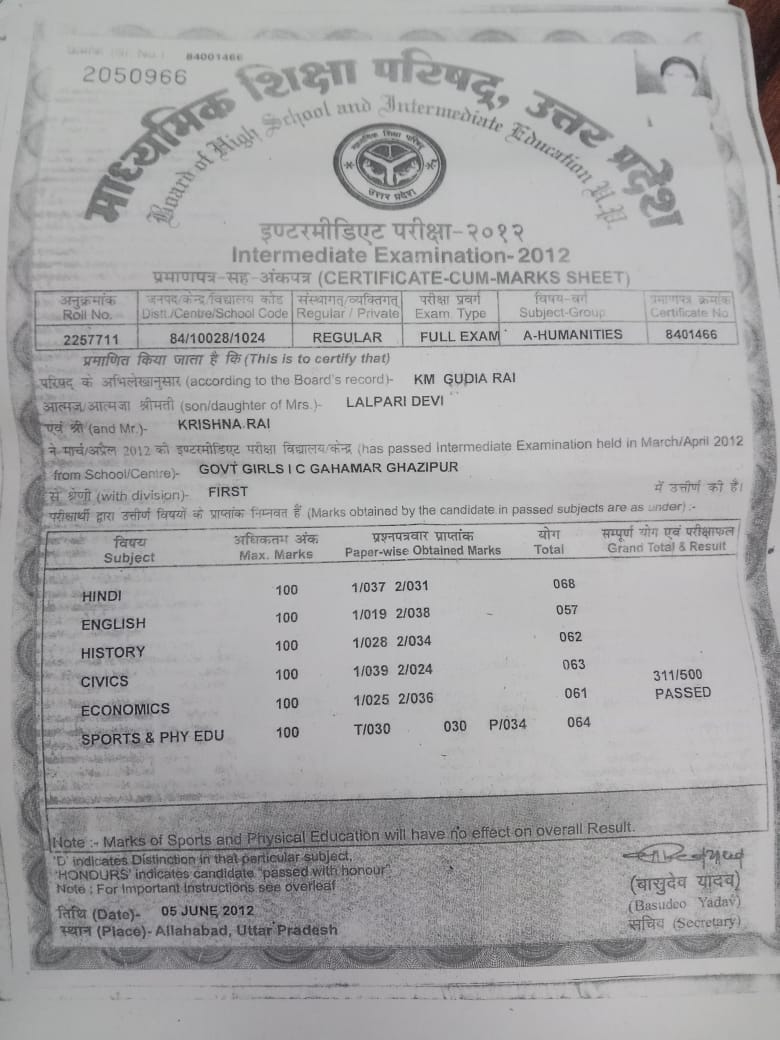 84001466
2050966
माध्यमिक शिक्षा परिषद्, उत्तर प्रदेश
Board of High School and Intermediate Education U.P.
माध्यमिक शिक्षा परिषद्
उत्तर प्रदेश
इण्टरमीडिएट परीक्षा-२०१२
Intermediate Examination-2012
प्रमाणपत्र-सह-अंकपत्र (CERTIFICATE-CUM-MARKS SHEET)
अनुक्रमांक जनपद/केन्द्र/विद्यालय कोड संस्थागत/व्यक्तिगत परीक्षा प्रवर्ग विषय-वर्ग प्रमाणपत्र क्रमांक
Roll No. Distt./Centre/School Code Regular / Private Exam. Type Subject-Group Certificate No
2257711 84/10028/1024 REGULAR FULL EXAM A-HUMANITIES 8401466
प्रमाणित किया जाता है कि (This is to certify that)
परिषद के अभिलेखानुसार (according to the Board's record)- KM GUDIA RAI
आत्मज/आत्मजा श्रीमती (son/daughter of Mrs.)- LALPARI DEVI
एवं श्री (and Mr.)- KRISHNA RAI
ने मार्च/अप्रैल 2012 की इण्टरमीडिएट परीक्षा विद्यालय/केन्द्र (has passed Intermediate Examination held in March/April 2012
from School/Centre)- GOVT GIRLS I C GAHAMAR GHAZIPUR
से श्रेणी (with division)- FIRST में उत्तीर्ण की है।
परीक्षार्थी द्वारा उत्तीर्ण विषयों के प्राप्तांक निम्नवत हैं (Marks obtained by the candidate in passed subjects are as under) :-
विषय अधिकतम अंक प्रश्नपत्रवार प्राप्तांक योग सम्पूर्ण योग एवं परीक्षाफल
Subject Max. Marks Paper-wise Obtained Marks Total Grand Total & Result
HINDI 100 1/037 2/031 068
ENGLISH 100 1/019 2/038 057
HISTORY 100 1/028 2/034 062
CIVICS 100 1/039 2/024 063 311/500
ECONOMICS 100 1/025 2/036 061 PASSED
SPORTS & PHY EDU 100 T/030 030 P/034 064
Note :- Marks of Sports and Physical Education will have no effect on overall Result.
'D' indicates Distinction in that particular subject.
'HONOURS' indicates candidate "passed with honour"
Note : For Important Instructions see overleaf
(बासुदेव यादव)
(Basudeo Yadav)
सचिव (Secretary)
तिथि (Date)- 05 JUNE 2012
स्थान (Place)- Allahabad, Uttar Pradesh